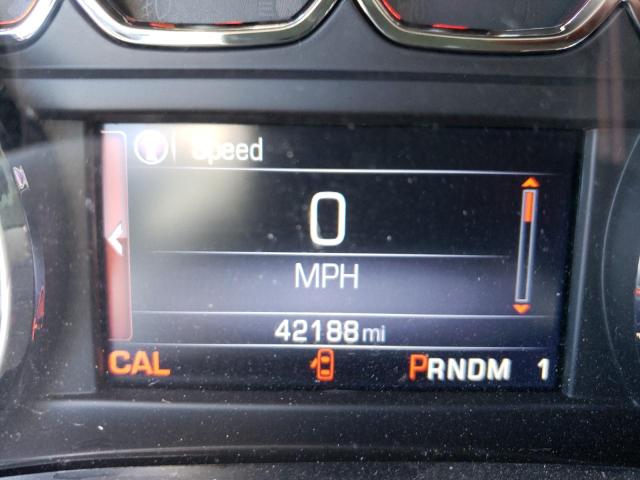 Speed
0
MPH
42188 mi
CAL PRNDM 1